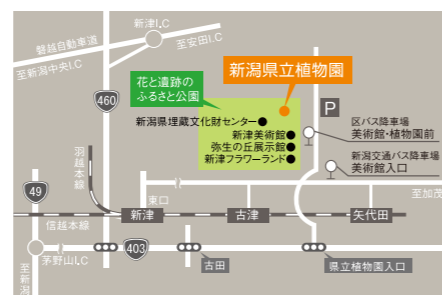 新津I.C
磐越自動車道
至安田I.C
至新潟中央I.C
花と遺跡の
ふるさと公園
新潟県立植物園
460
P
新潟県埋蔵文化財センター●
新津美術館●
弥生の丘展示館●
新津フラワーランド●
区バス降車場
美術館・植物園前
新潟交通バス降車場
美術館入口
羽越本線
49
東口
至加茂
新津
古津
矢代田
信越本線
403
茅野山I.C
古田
県立植物園入口
至新潟